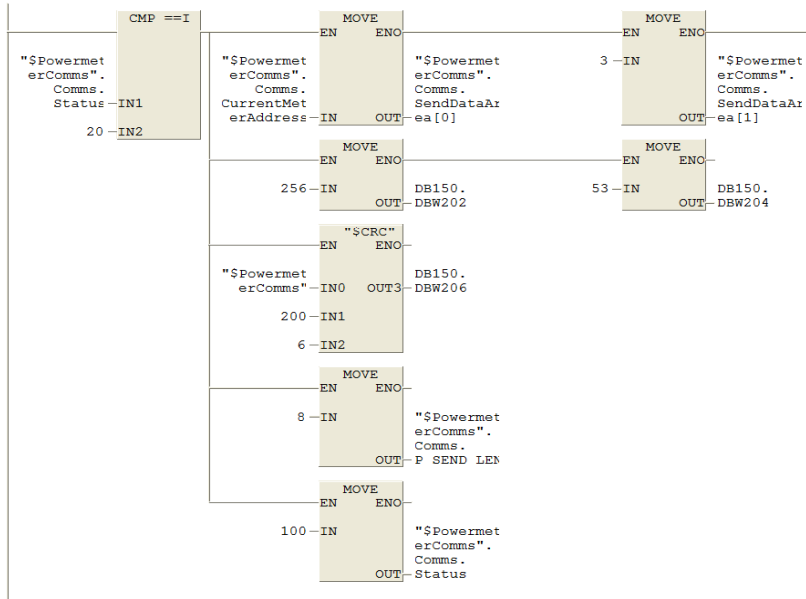 CMP ==I
"$Powermet
erComms".
Comms.
Status
IN1
20
IN2
MOVE
EN
ENO
"$Powermet
erComms".
Comms.
CurrentMet
erAddress
IN
OUT
"$Powermet
erComms".
Comms.
SendDataAr
ea[0]
MOVE
EN
ENO
3
IN
OUT
"$Powermet
erComms".
Comms.
SendDataAr
ea[1]
MOVE
EN
ENO
256
IN
OUT
DB150.
DBW202
MOVE
EN
ENO
53
IN
OUT
DB150.
DBW204
"$CRC"
EN
ENO
"$Powermet
erComms"
IN0
OUT3
DB150.
DBW206
200
IN1
6
IN2
MOVE
EN
ENO
8
IN
OUT
"$Powermet
erComms".
Comms.
P SEND LEN
MOVE
EN
ENO
100
IN
OUT
"$Powermet
erComms".
Comms.
Status